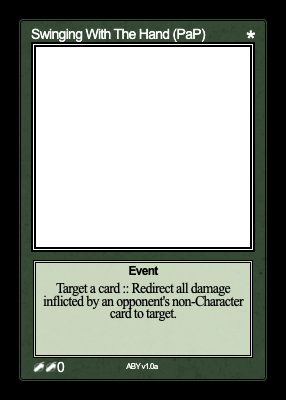 Swinging With The Hand (PaP) *
Event
Target a card :: Redirect all damage
inflicted by an opponent's non-Character
card to target.
0 ABY v1.0a